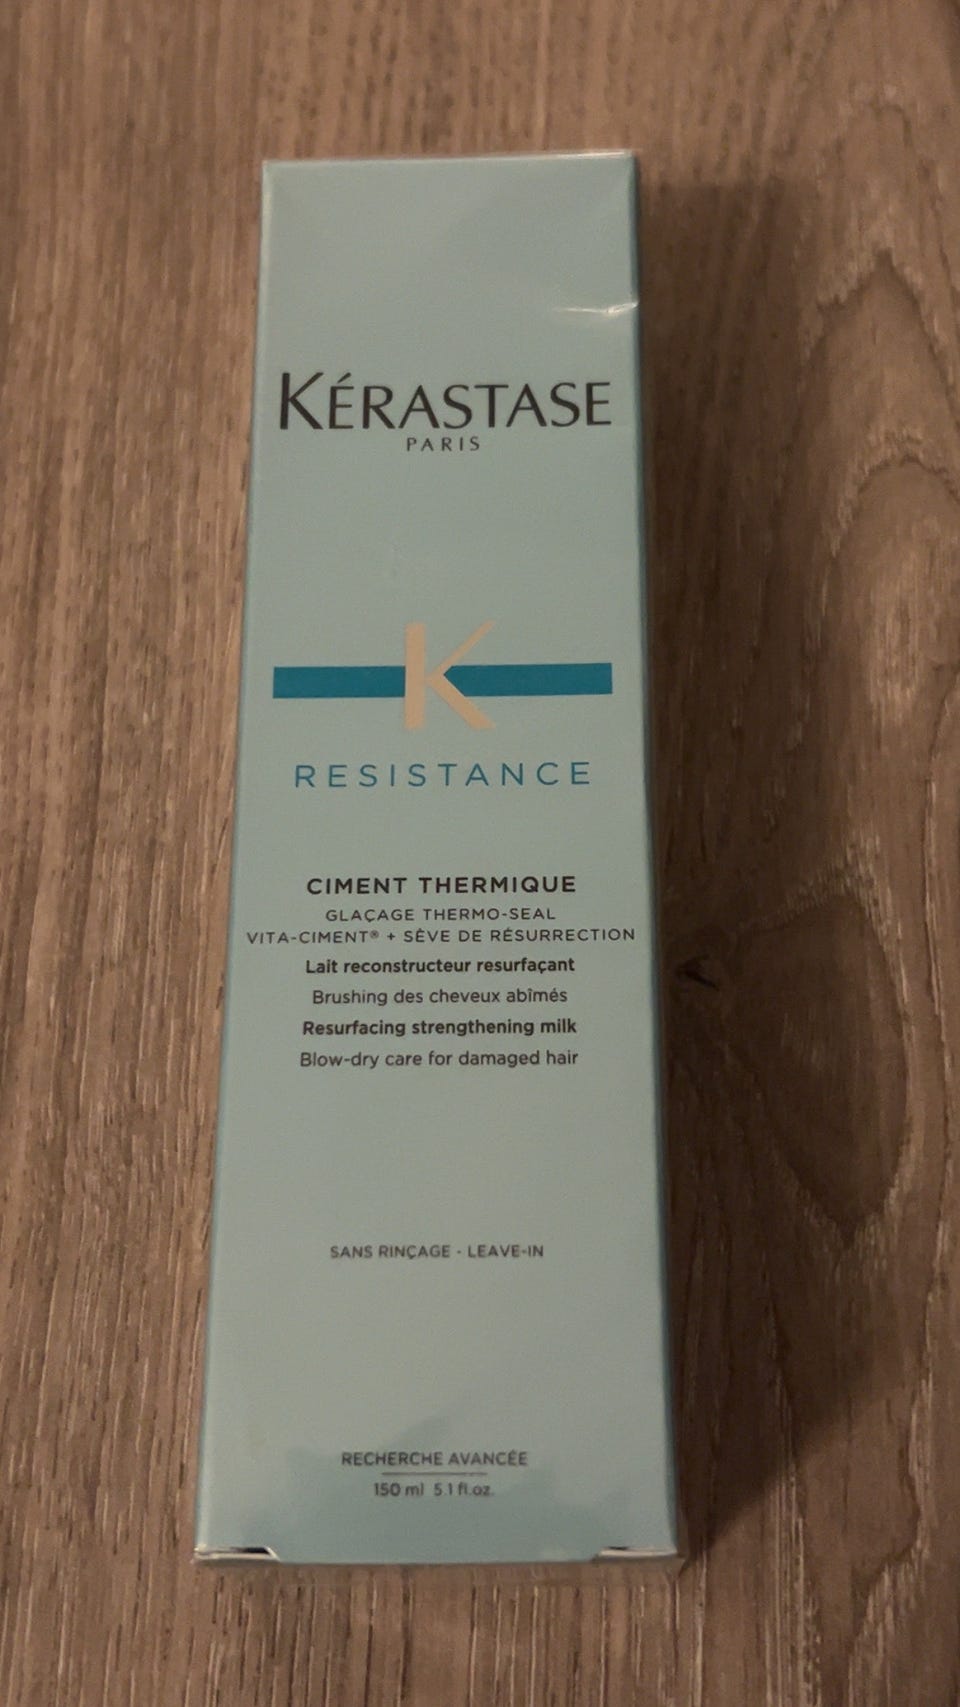 KÉRASTASE
PARIS
K
RESISTANCE
CIMENT THERMIQUE
GLAÇAGE THERMO-SEAL
VITA-CIMENT® + SÈVE DE RÉSURRECTION
Lait reconstructeur resurfaçant
Brushing des cheveux abîmés
Resurfacing strengthening milk
Blow-dry care for damaged hair
SANS RINÇAGE - LEAVE-IN
RECHERCHE AVANCÉE
150 ml 5.1 fl.oz.